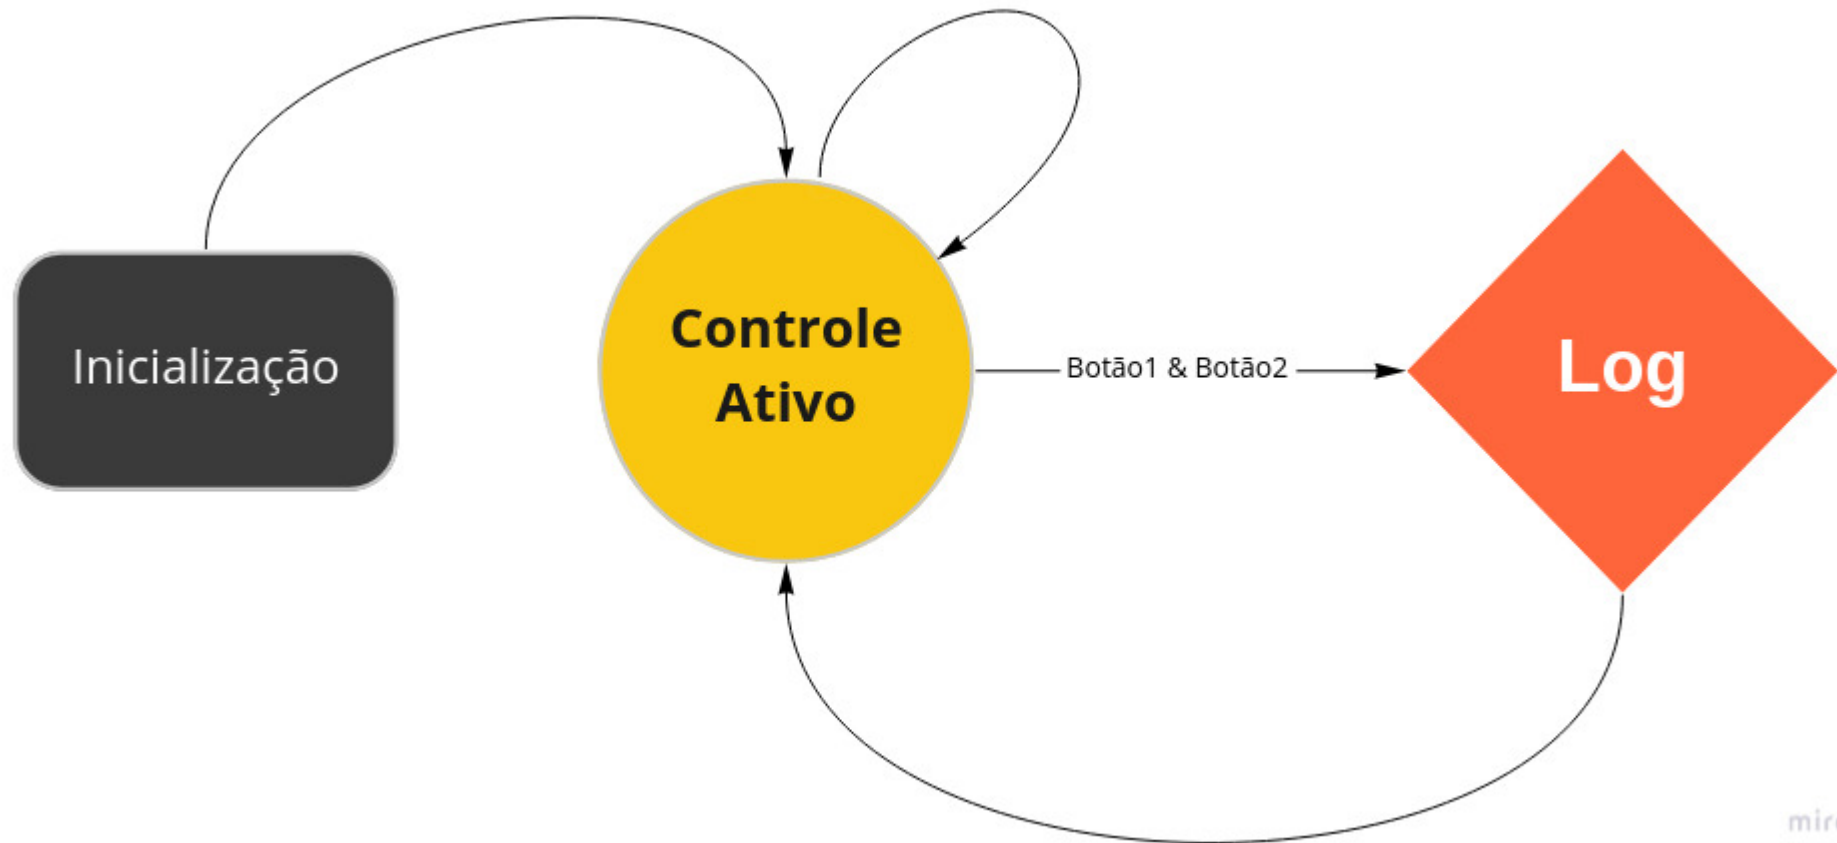 Inicialização
Controle
Ativo
Botão1 & Botão2
Log